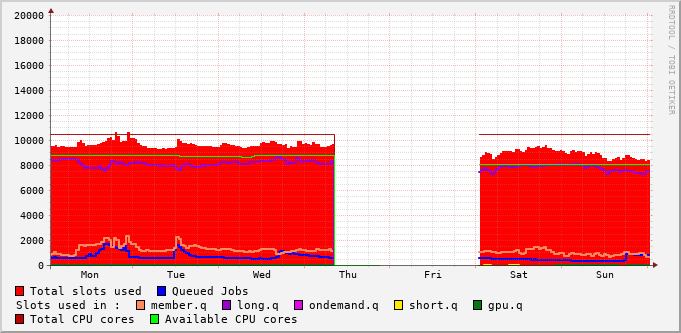 RRDTOOL / TOBI OETIKER
20000
18000
16000
14000
12000
10000
8000
6000
4000
2000
0
Mon Tue Wed Thu Fri Sat Sun
Total slots used Queued Jobs
Slots used in : member.q long.q ondemand.q short.q gpu.q
Total CPU cores Available CPU cores